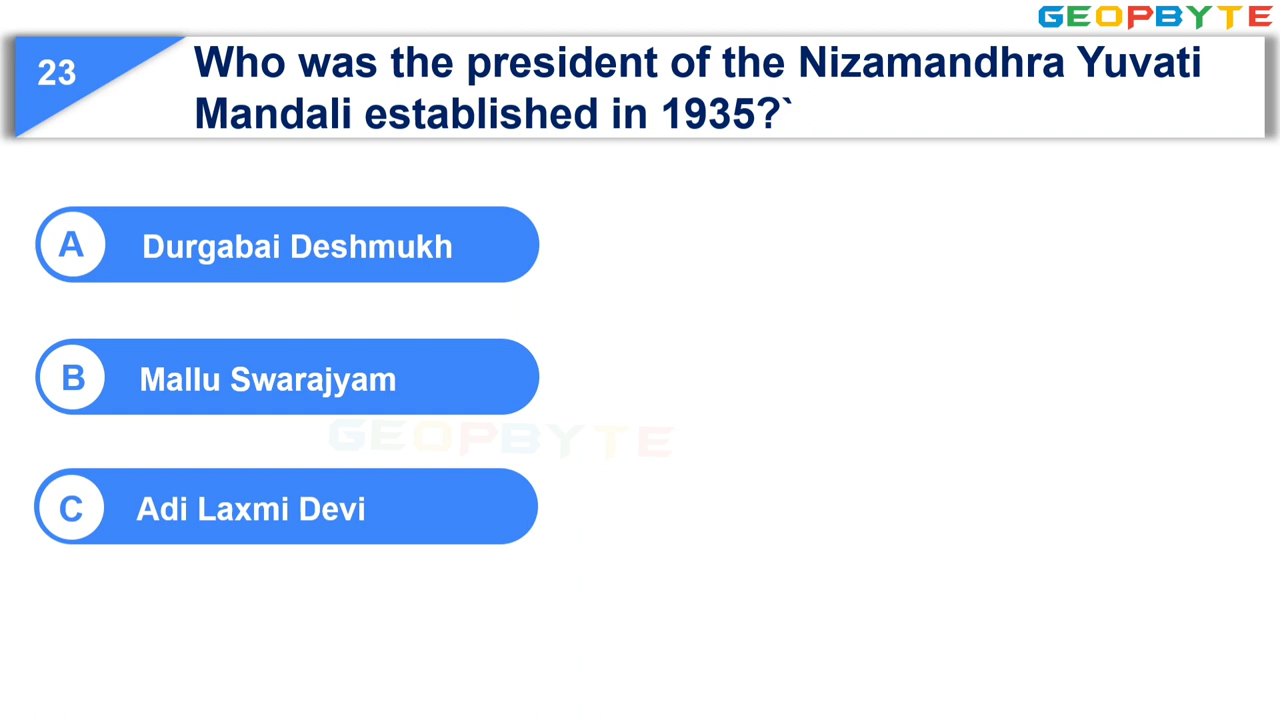 GEOPBYTE
23
Who was the president of the Nizamandhra Yuvati
Mandali established in 1935?`
A
Durgabai Deshmukh
B
Mallu Swarajyam
GEOPBYTE
C
Adi Laxmi Devi